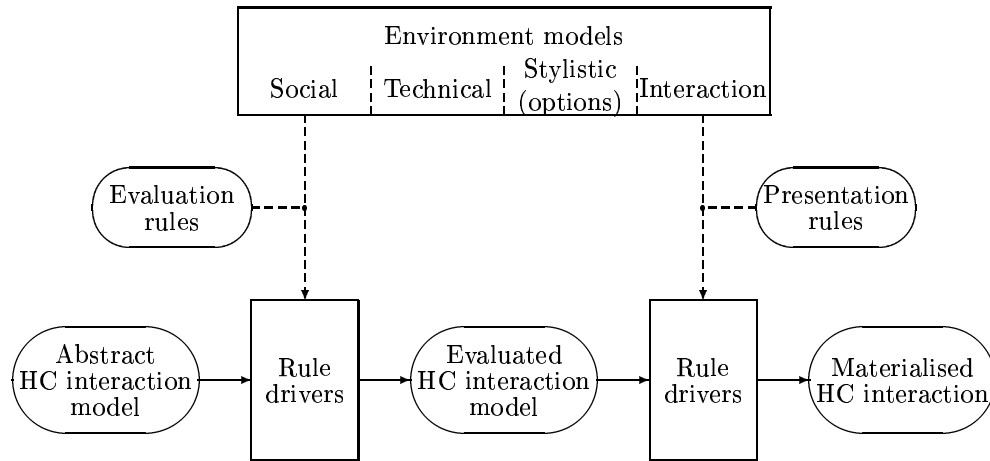 Environment models
Social
Technical
Stylistic
(options)
Interaction
Evaluation
rules
Presentation
rules
Abstract
HC interaction
model
Rule
drivers
Evaluated
HC interaction
model
Rule
drivers
Materialised
HC interaction